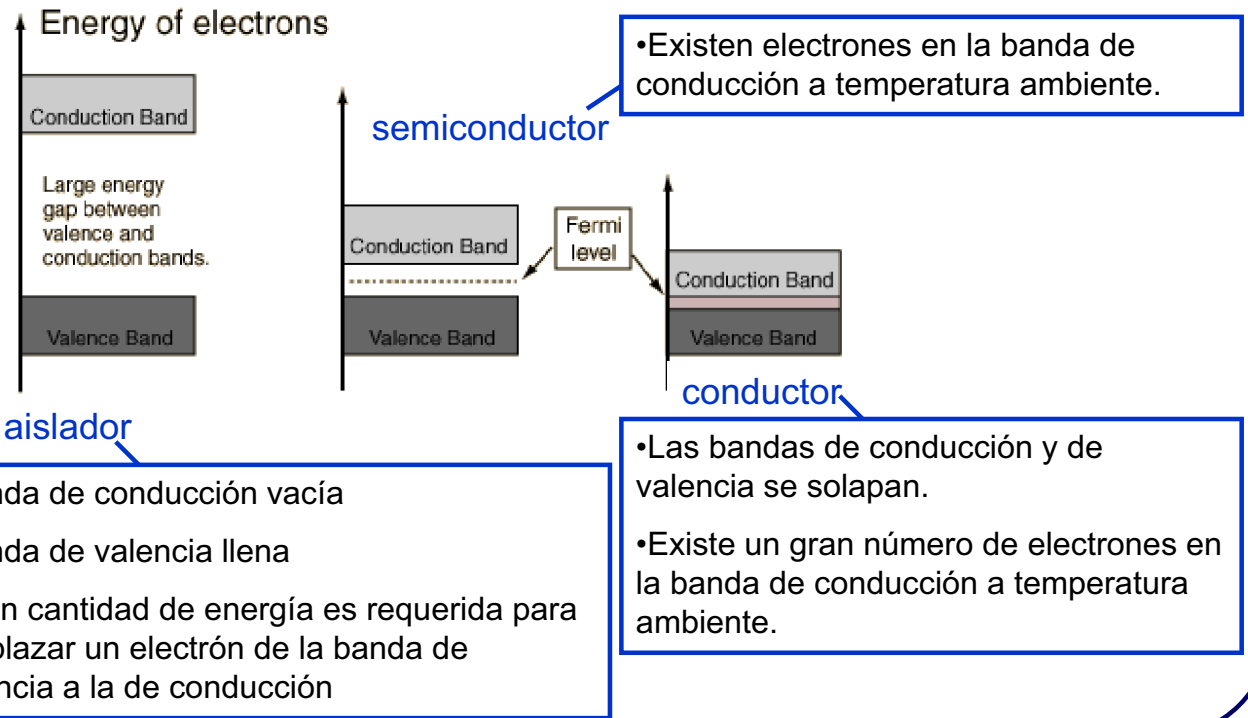 Energy of electrons
Conduction Band
Large energy
gap between
valence and
conduction bands.
Valence Band
aislador
nda de conducción vacía
nda de valencia llena
n cantidad de energía es requerida para
plazar un electrón de la banda de
ncia a la de conducción
semiconductor
•Existen electrones en la banda de
conducción a temperatura ambiente.
Conduction Band
Valence Band
Fermi
level
Conduction Band
Valence Band
conductor
•Las bandas de conducción y de
valencia se solapan.
•Existe un gran número de electrones en
la banda de conducción a temperatura
ambiente.